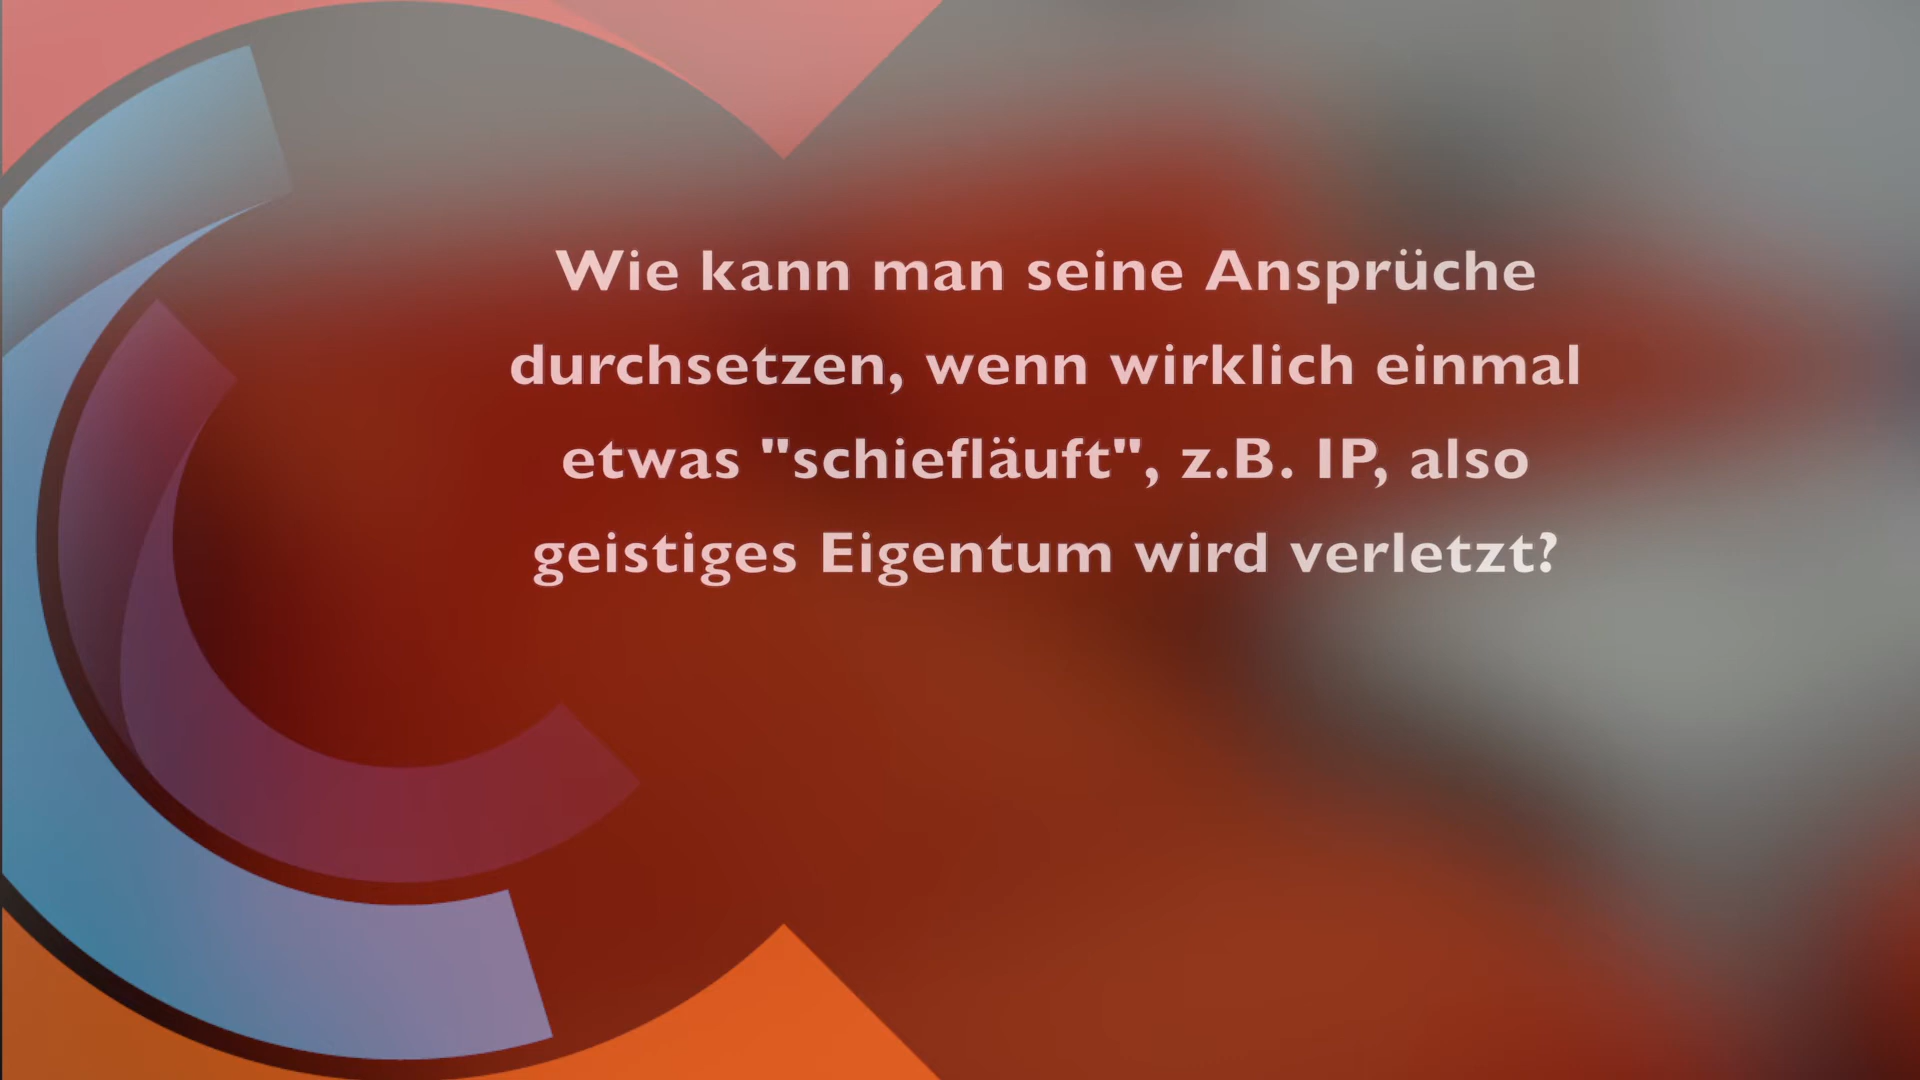 Wie kann man seine Ansprüche
durchsetzen, wenn wirklich einmal
etwas "schiefläuft", z.B. IP, also
geistiges Eigentum wird verletzt?